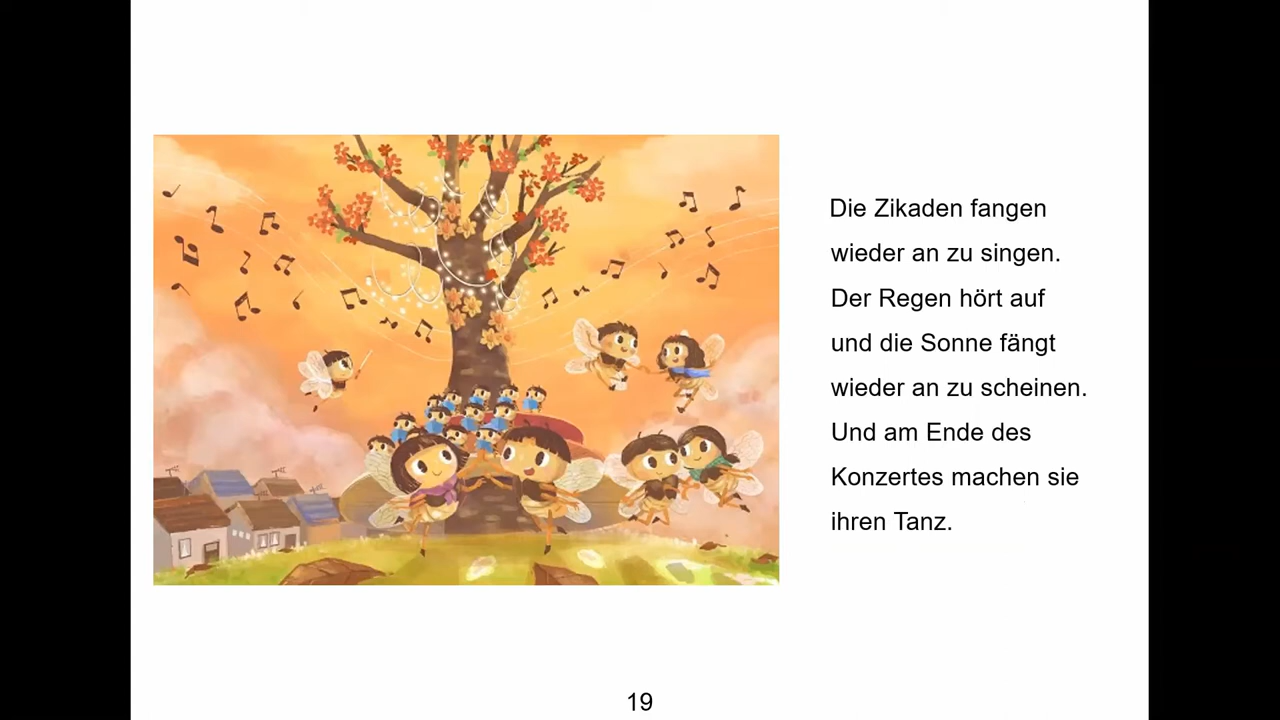 Die Zikaden fangen
wieder an zu singen.
Der Regen hört auf
und die Sonne fängt
wieder an zu scheinen.
Und am Ende des
Konzertes machen sie
ihren Tanz.
19